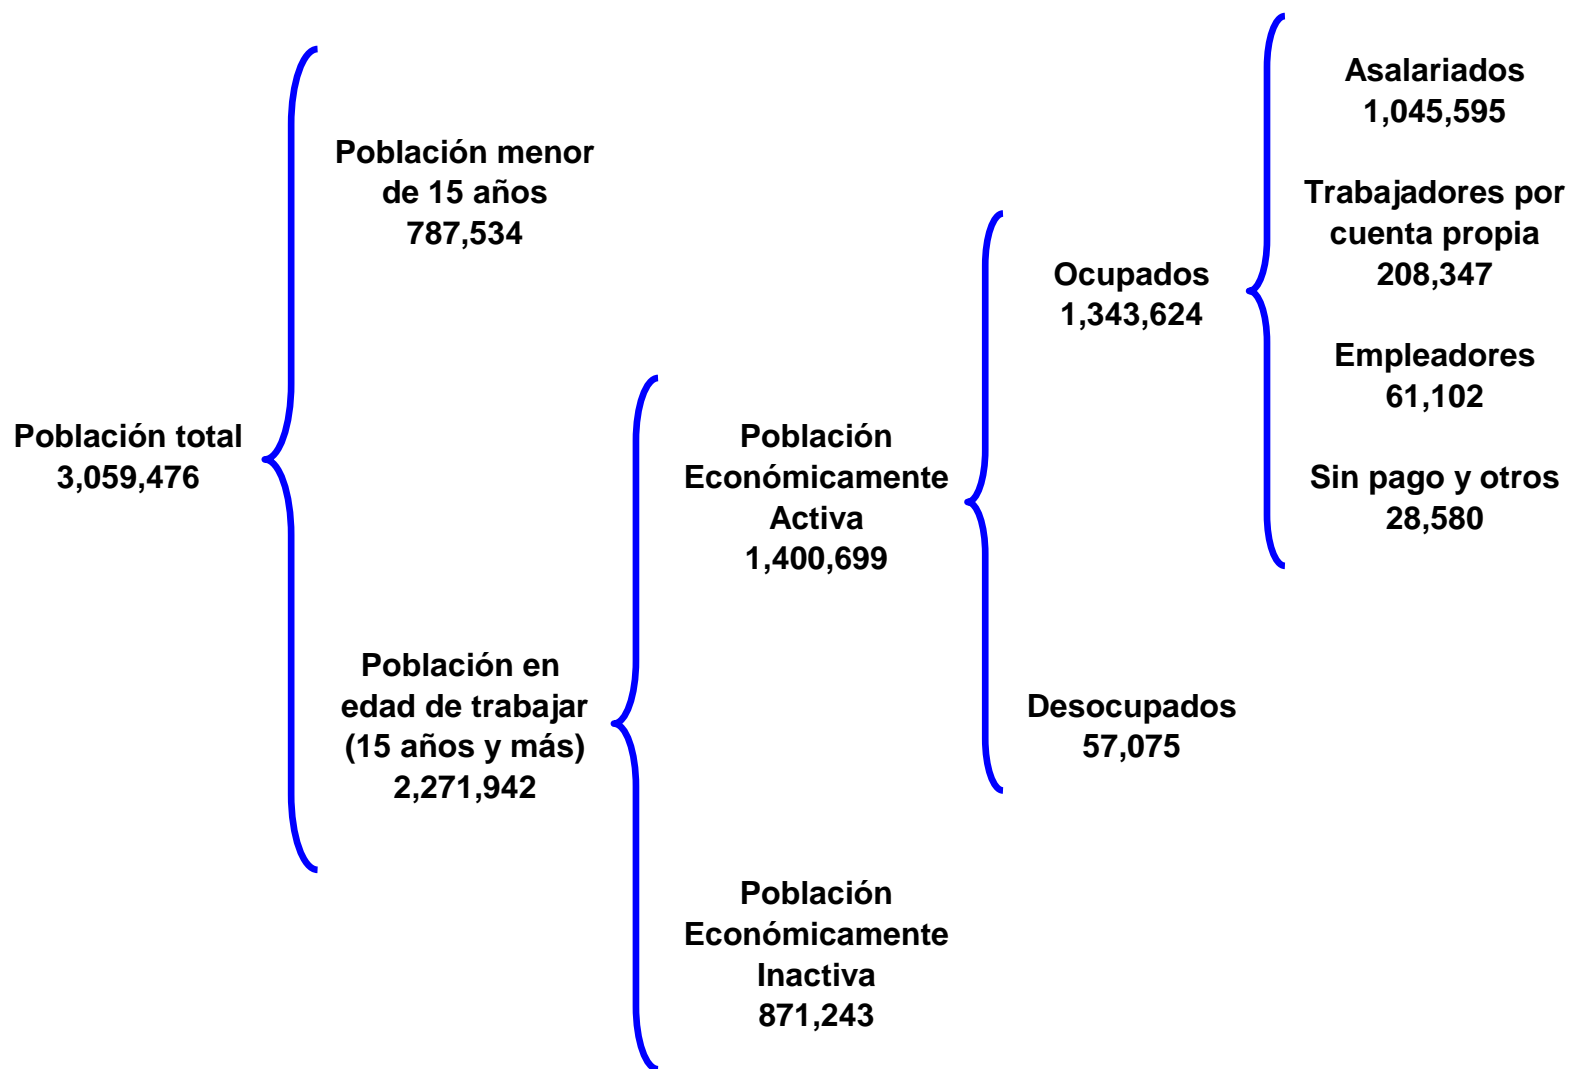 Población total
3,059,476
Población menor
de 15 años
787,534
Población en
edad de trabajar
(15 años y más)
2,271,942
Población
Económicamente
Activa
1,400,699
Población
Económicamente
Inactiva
871,243
Ocupados
1,343,624
Desocupados
57,075
Asalariados
1,045,595
Trabajadores por
cuenta propia
208,347
Empleadores
61,102
Sin pago y otros
28,580